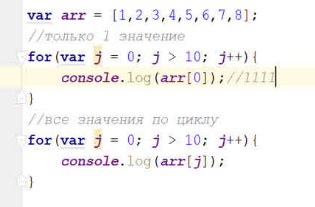 var arr = [1,2,3,4,5,6,7,8];
//только 1 значение
for(var j = 0; j > 10; j++){
    console.log(arr[0]);//1111
}
//все значения по циклу
for(var j = 0; j > 10; j++){
    console.log(arr[j]);
}